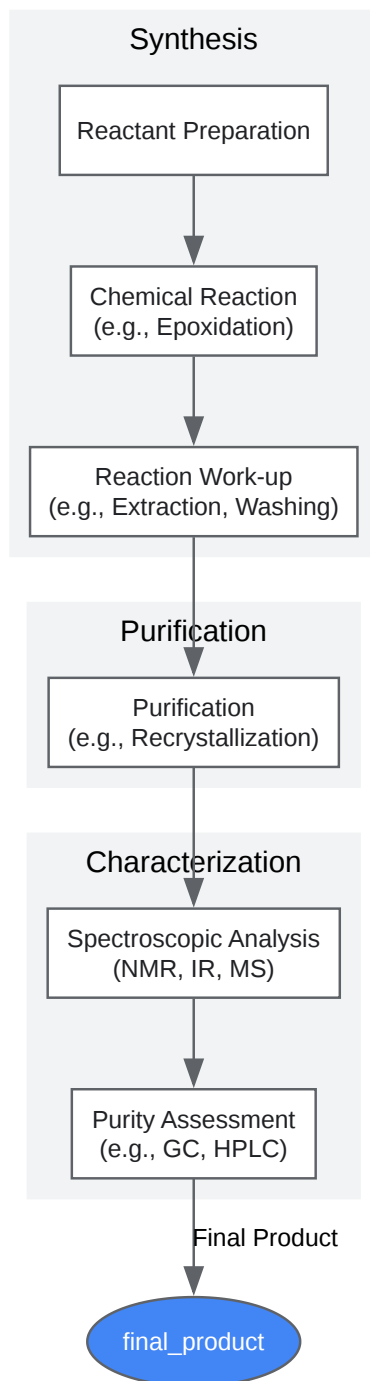 Synthesis
Reactant Preparation
Chemical Reaction
(e.g., Epoxidation)
Reaction Work-up
(e.g., Extraction, Washing)
Purification
Purification
(e.g., Recrystallization)
Characterization
Spectroscopic Analysis
(NMR, IR, MS)
Purity Assessment
(e.g., GC, HPLC)
Final Product
final_product